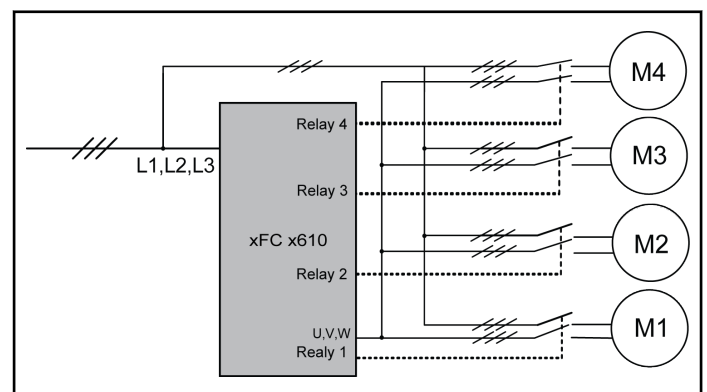 M4
Relay 4
M3
L1,L2,L3
Relay 3
xFC x610
M2
Relay 2
U,V,W
M1
Realy 1